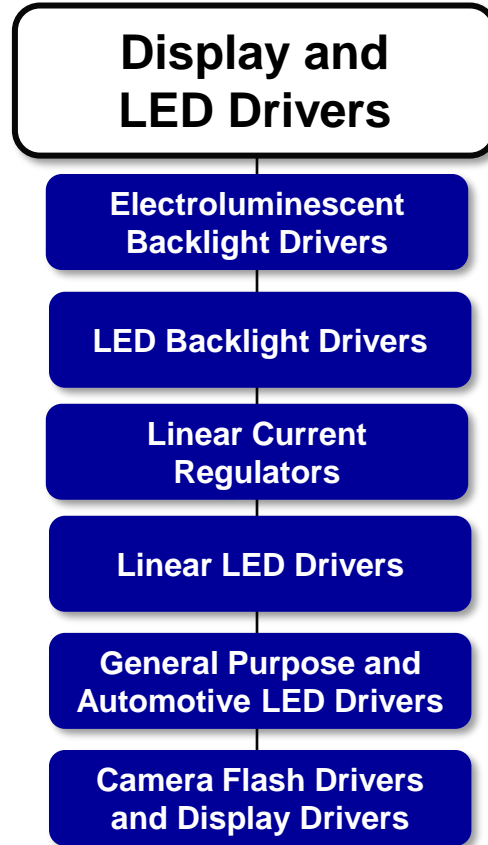 Display and
LED Drivers
Electroluminescent
Backlight Drivers
LED Backlight Drivers
Linear Current
Regulators
Linear LED Drivers
General Purpose and
Automotive LED Drivers
Camera Flash Drivers
and Display Drivers